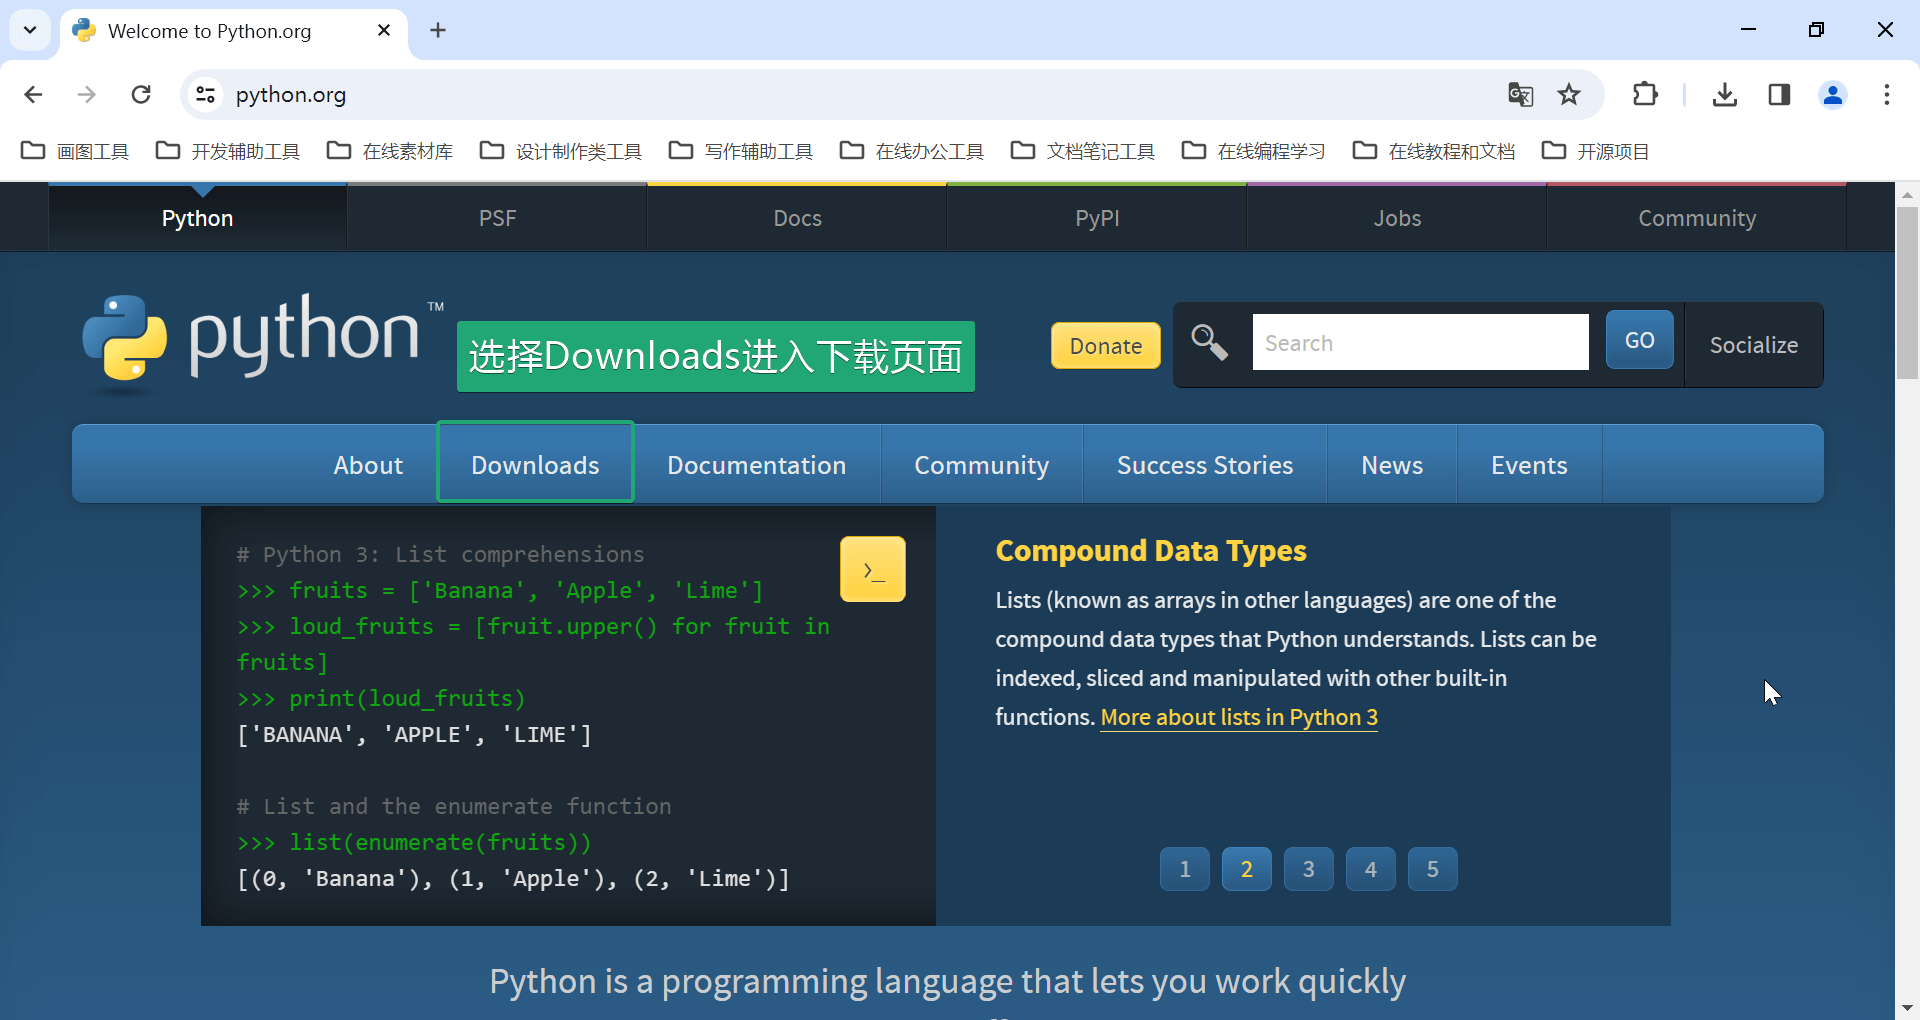 Welcome to Python.org
python.org
画图工具 开发辅助工具 在线素材库 设计制作类工具 写作辅助工具 在线办公工具 文档笔记工具 在线编程学习 在线教程和文档 开源项目
Python PSF Docs PyPI Jobs Community
python™
选择Downloads进入下载页面
Donate Search GO Socialize
About Downloads Documentation Community Success Stories News Events
# Python 3: List comprehensions
>>> fruits = ['Banana', 'Apple', 'Lime']
>>> loud_fruits = [fruit.upper() for fruit in
fruits]
>>> print(loud_fruits)
['BANANA', 'APPLE', 'LIME']
# List and the enumerate function
>>> list(enumerate(fruits))
[(0, 'Banana'), (1, 'Apple'), (2, 'Lime')]
>_
Compound Data Types
Lists (known as arrays in other languages) are one of the
compound data types that Python understands. Lists can be
indexed, sliced and manipulated with other built-in
functions. More about lists in Python 3
1 2 3 4 5
Python is a programming language that lets you work quickly